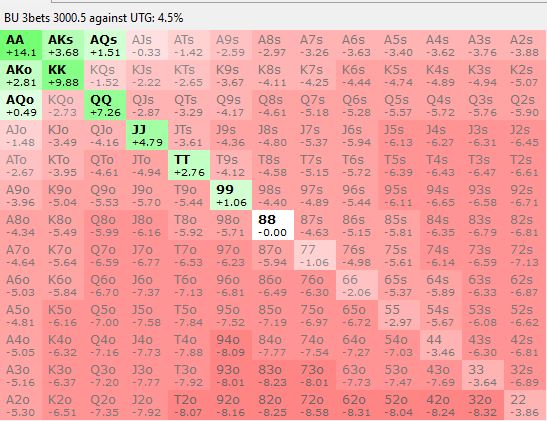 BU 3bets 3000.5 against UTG: 4.5%
AA AKs AQs AJs ATs A9s A8s A7s A6s A5s A4s A3s A2s
+14.1 +3.68 +1.51 -0.33 -1.42 -2.59 -2.97 -3.26 -3.63 -3.40 -3.62 -3.76 -3.88
AKo KK KQs KJs KTs K9s K8s K7s K6s K5s K4s K3s K2s
+2.81 +9.88 -1.52 -2.22 -2.65 -3.67 -4.11 -4.25 -4.44 -4.74 -4.89 -4.94 -5.07
AQo KQo QQ QJs QTs Q9s Q8s Q7s Q6s Q5s Q4s Q3s Q2s
+0.49 -2.73 +7.26 -2.87 -3.29 -4.17 -4.61 -5.18 -5.28 -5.57 -5.72 -5.76 -5.90
AJo KJo QJo JJ JTs J9s J8s J7s J6s J5s J4s J3s J2s
-1.48 -3.49 -4.16 +4.79 -3.61 -4.36 -4.80 -5.37 -5.94 -6.13 -6.27 -6.31 -6.45
ATo KTo QTo JTo TT T9s T8s T7s T6s T5s T4s T3s T2s
-2.67 -3.95 -4.61 -4.94 +2.76 -4.12 -4.58 -5.15 -5.72 -6.39 -6.43 -6.47 -6.61
A9o K9o Q9o J9o T9o 99 98s 97s 96s 95s 94s 93s 92s
-3.96 -5.04 -5.53 -5.70 -5.44 +1.06 -4.40 -4.89 -5.44 -6.11 -6.65 -6.58 -6.71
A8o K8o Q8o J8o T8o 98o 88 87s 86s 85s 84s 83s 82s
-4.34 -5.49 -5.99 -6.16 -5.92 -5.71 -0.00 -4.63 -5.15 -5.81 -6.35 -6.79 -6.81
A7o K7o Q7o J7o T7o 97o 87o 77 76s 75s 74s 73s 72s
-4.64 -5.64 -6.59 -6.77 -6.53 -6.23 -5.94 -1.06 -4.98 -5.61 -6.14 -6.59 -7.13
A6o K6o Q6o J6o T6o 96o 86o 76o 66 65s 64s 63s 62s
-5.03 -5.84 -6.70 -7.37 -7.13 -6.81 -6.49 -6.30 -2.06 -5.37 -5.89 -6.33 -6.87
A5o K5o Q5o J5o T5o 95o 85o 75o 65o 55 54s 53s 52s
-4.81 -6.16 -7.00 -7.58 -7.84 -7.52 -7.19 -6.97 -6.72 -2.97 -5.67 -6.08 -6.62
A4o K4o Q4o J4o T4o 94o 84o 74o 64o 54o 44 43s 42s
-5.05 -6.32 -7.16 -7.73 -7.88 -8.09 -7.77 -7.54 -7.27 -7.03 -3.46 -6.30 -6.81
A3o K3o Q3o J3o T3o 93o 83o 73o 63o 53o 43o 33 32s
-5.16 -6.37 -7.20 -7.77 -7.92 -8.01 -8.23 -8.01 -7.73 -7.47 -7.69 -3.64 -6.89
A2o K2o Q2o J2o T2o 92o 82o 72o 62o 52o 42o 32o 22
-5.30 -6.51 -7.35 -7.92 -8.07 -8.16 -8.25 -8.58 -8.31 -8.04 -8.24 -8.32 -3.86